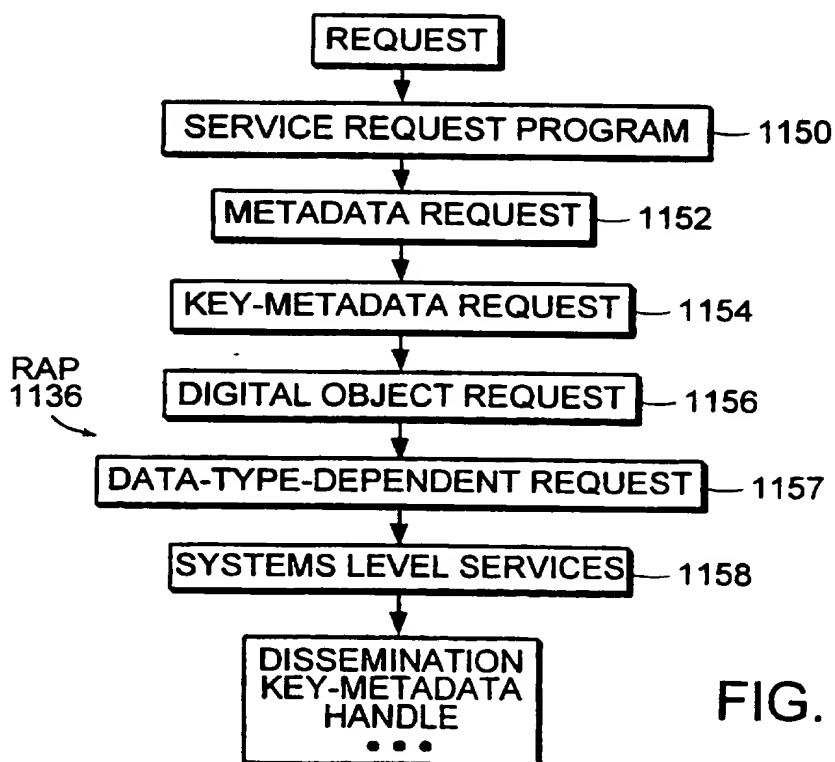 REQUEST
SERVICE REQUEST PROGRAM 1150
METADATA REQUEST 1152
KEY-METADATA REQUEST 1154
RAP
1136
DIGITAL OBJECT REQUEST 1156
DATA-TYPE-DEPENDENT REQUEST 1157
SYSTEMS LEVEL SERVICES 1158
DISSEMINATION
KEY-METADATA
HANDLE
• • •
FIG.